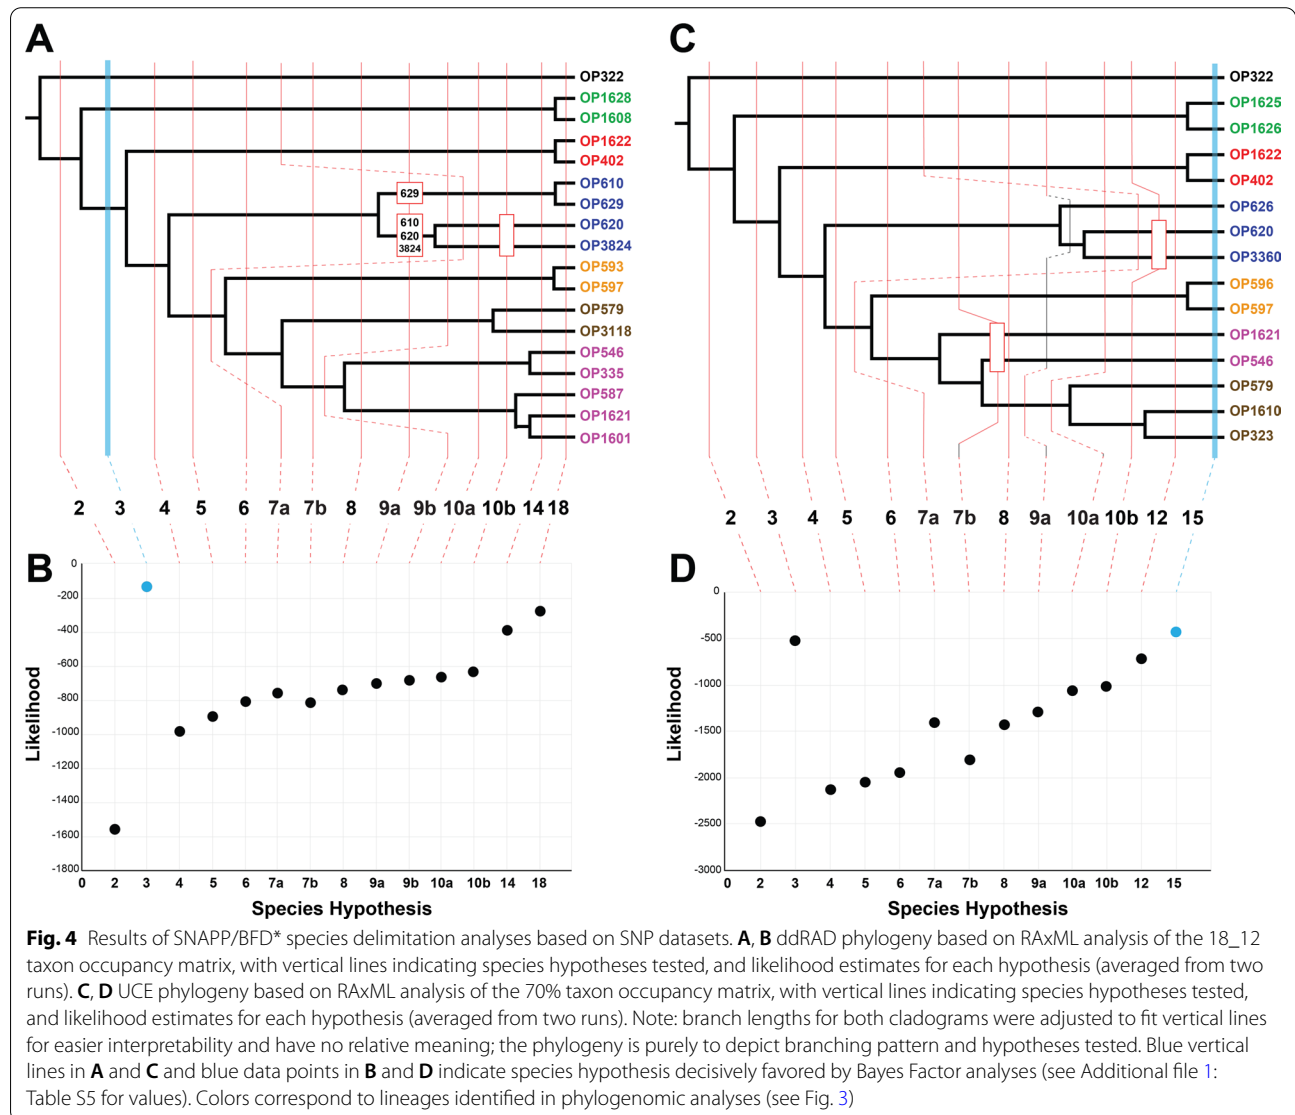 A
OP322
OP1628
OP1608
OP1622
OP402
OP610
OP629
OP620
OP3824
OP593
OP597
OP579
OP3118
OP546
OP335
OP587
OP1621
OP1601
629
610
620
3824
2 3 4 5 6 7a 7b 8 9a 9b 10a 10b 14 18
B
Likelihood
0
-200
-400
-600
-800
-1000
-1200
-1400
-1600
-1800
0 2 3 4 5 6 7a 7b 8 9a 9b 10a 10b 14 18
Species Hypothesis
C
OP322
OP1625
OP1626
OP1622
OP402
OP626
OP620
OP3360
OP596
OP597
OP1621
OP546
OP579
OP1610
OP323
2 3 4 5 6 7a 7b 8 9a 10a 10b 12 15
D
Likelihood
0
-500
-1000
-1500
-2000
-2500
-3000
0 2 3 4 5 6 7a 7b 8 9a 10a 10b 12 15
Species Hypothesis
Fig. 4 Results of SNAPP/BFD* species delimitation analyses based on SNP datasets. A, B ddRAD phylogeny based on RAxML analysis of the 18_12
taxon occupancy matrix, with vertical lines indicating species hypotheses tested, and likelihood estimates for each hypothesis (averaged from two
runs). C, D UCE phylogeny based on RAxML analysis of the 70% taxon occupancy matrix, with vertical lines indicating species hypotheses tested,
and likelihood estimates for each hypothesis (averaged from two runs). Note: branch lengths for both cladograms were adjusted to fit vertical lines
for easier interpretability and have no relative meaning; the phylogeny is purely to depict branching pattern and hypotheses tested. Blue vertical
lines in A and C and blue data points in B and D indicate species hypothesis decisively favored by Bayes Factor analyses (see Additional file 1:
Table S5 for values). Colors correspond to lineages identified in phylogenomic analyses (see Fig. 3)